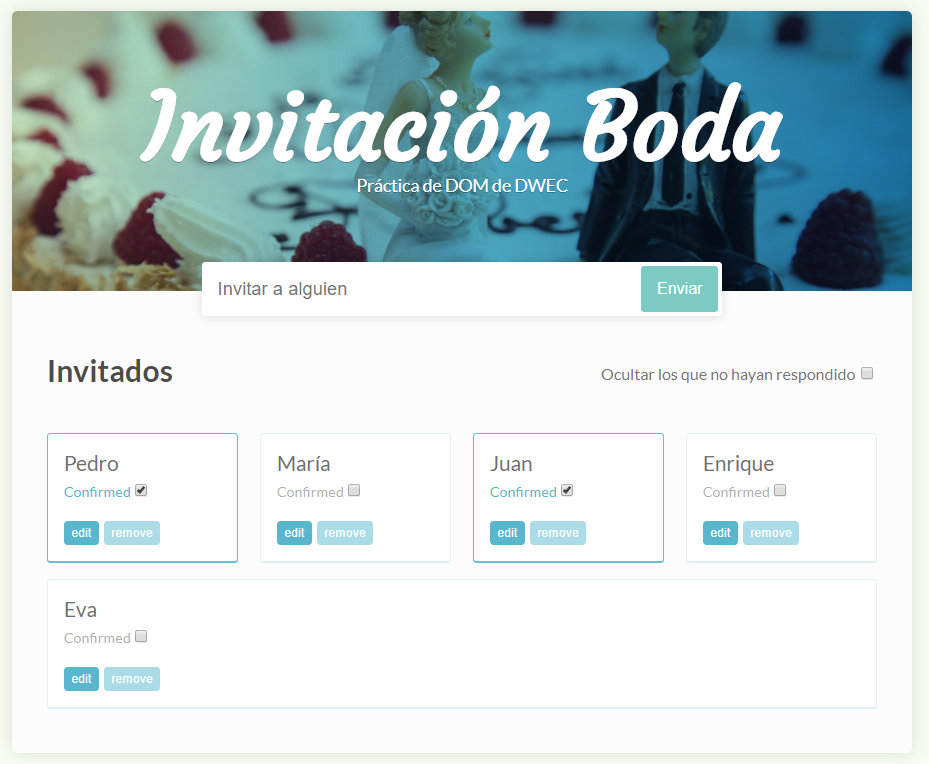 Invitación Boda
Práctica de DOM de DWEC
Invitar a alguien Enviar
Invitados Ocultar los que no hayan respondido
Pedro María Juan Enrique
Confirmed Confirmed Confirmed Confirmed
edit remove edit remove edit remove edit remove
Eva
Confirmed
edit remove